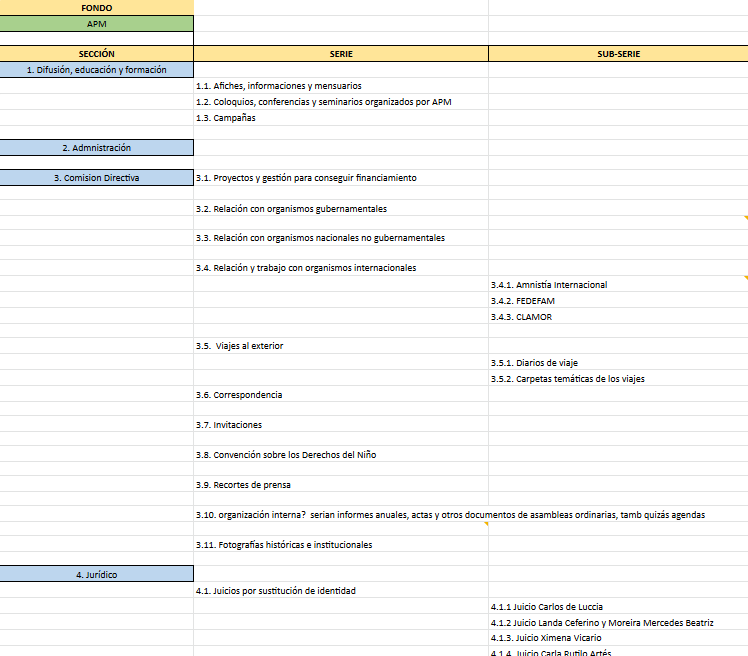 FONDO
APM
SECCIÓN SERIE SUB-SERIE
1. Difusión, educación y formación
1.1. Afiches, informaciones y mensuarios
1.2. Coloquios, conferencias y seminarios organizados por APM
1.3. Campañas
2. Admnistración
3. Comision Directiva 3.1. Proyectos y gestión para conseguir financiamiento
3.2. Relación con organismos gubernamentales
3.3. Relación con organismos nacionales no gubernamentales
3.4. Relación y trabajo con organismos internacionales
3.4.1. Amnistía Internacional
3.4.2. FEDEFAM
3.4.3. CLAMOR
3.5. Viajes al exterior
3.5.1. Diarios de viaje
3.5.2. Carpetas temáticas de los viajes
3.6. Correspondencia
3.7. Invitaciones
3.8. Convención sobre los Derechos del Niño
3.9. Recortes de prensa
3.10. organización interna? serian informes anuales, actas y otros documentos de asambleas ordinarias, tamb quizás agendas
3.11. Fotografías históricas e institucionales
4. Jurídico
4.1. Juicios por sustitución de identidad
4.1.1 Juicio Carlos de Luccia
4.1.2 Juicio Landa Ceferino y Moreira Mercedes Beatriz
4.1.3. Juicio Ximena Vicario
4.1.4. Juicio Carla Rutilo Artés